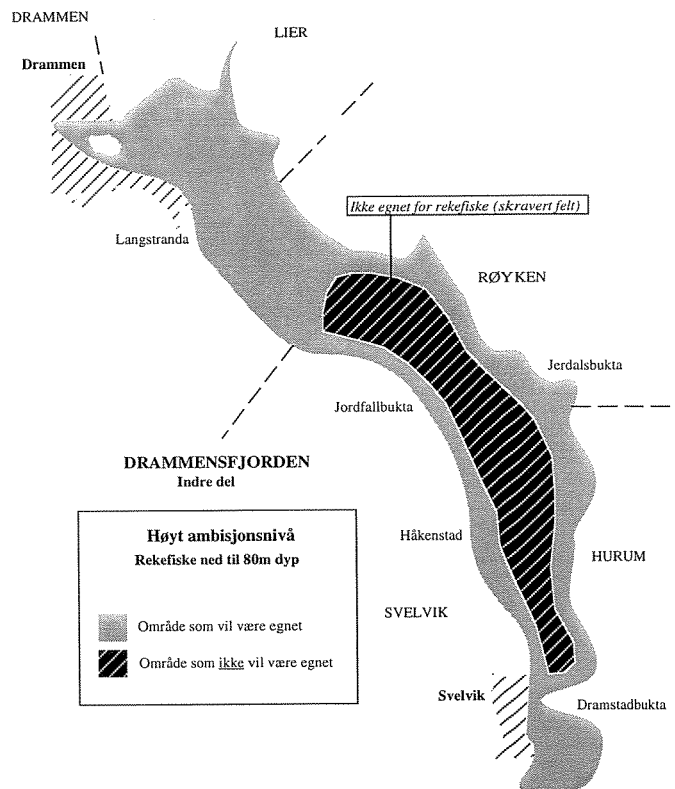 DRAMMEN
LIER
Drammen
Ikke egnet for rekefiske (skravert felt)
Langstranda
RØYKEN
Jerdalsbukta
Jordfallbukta
DRAMMENSFJORDEN
Indre del
Høyt ambisjonsnivå
Rekefiske ned til 80m dyp
Håkenstad
HURUM
SVELVIK
Område som vil være egnet
Område som ikke vil være egnet
Svelvik
Dramstadbukta